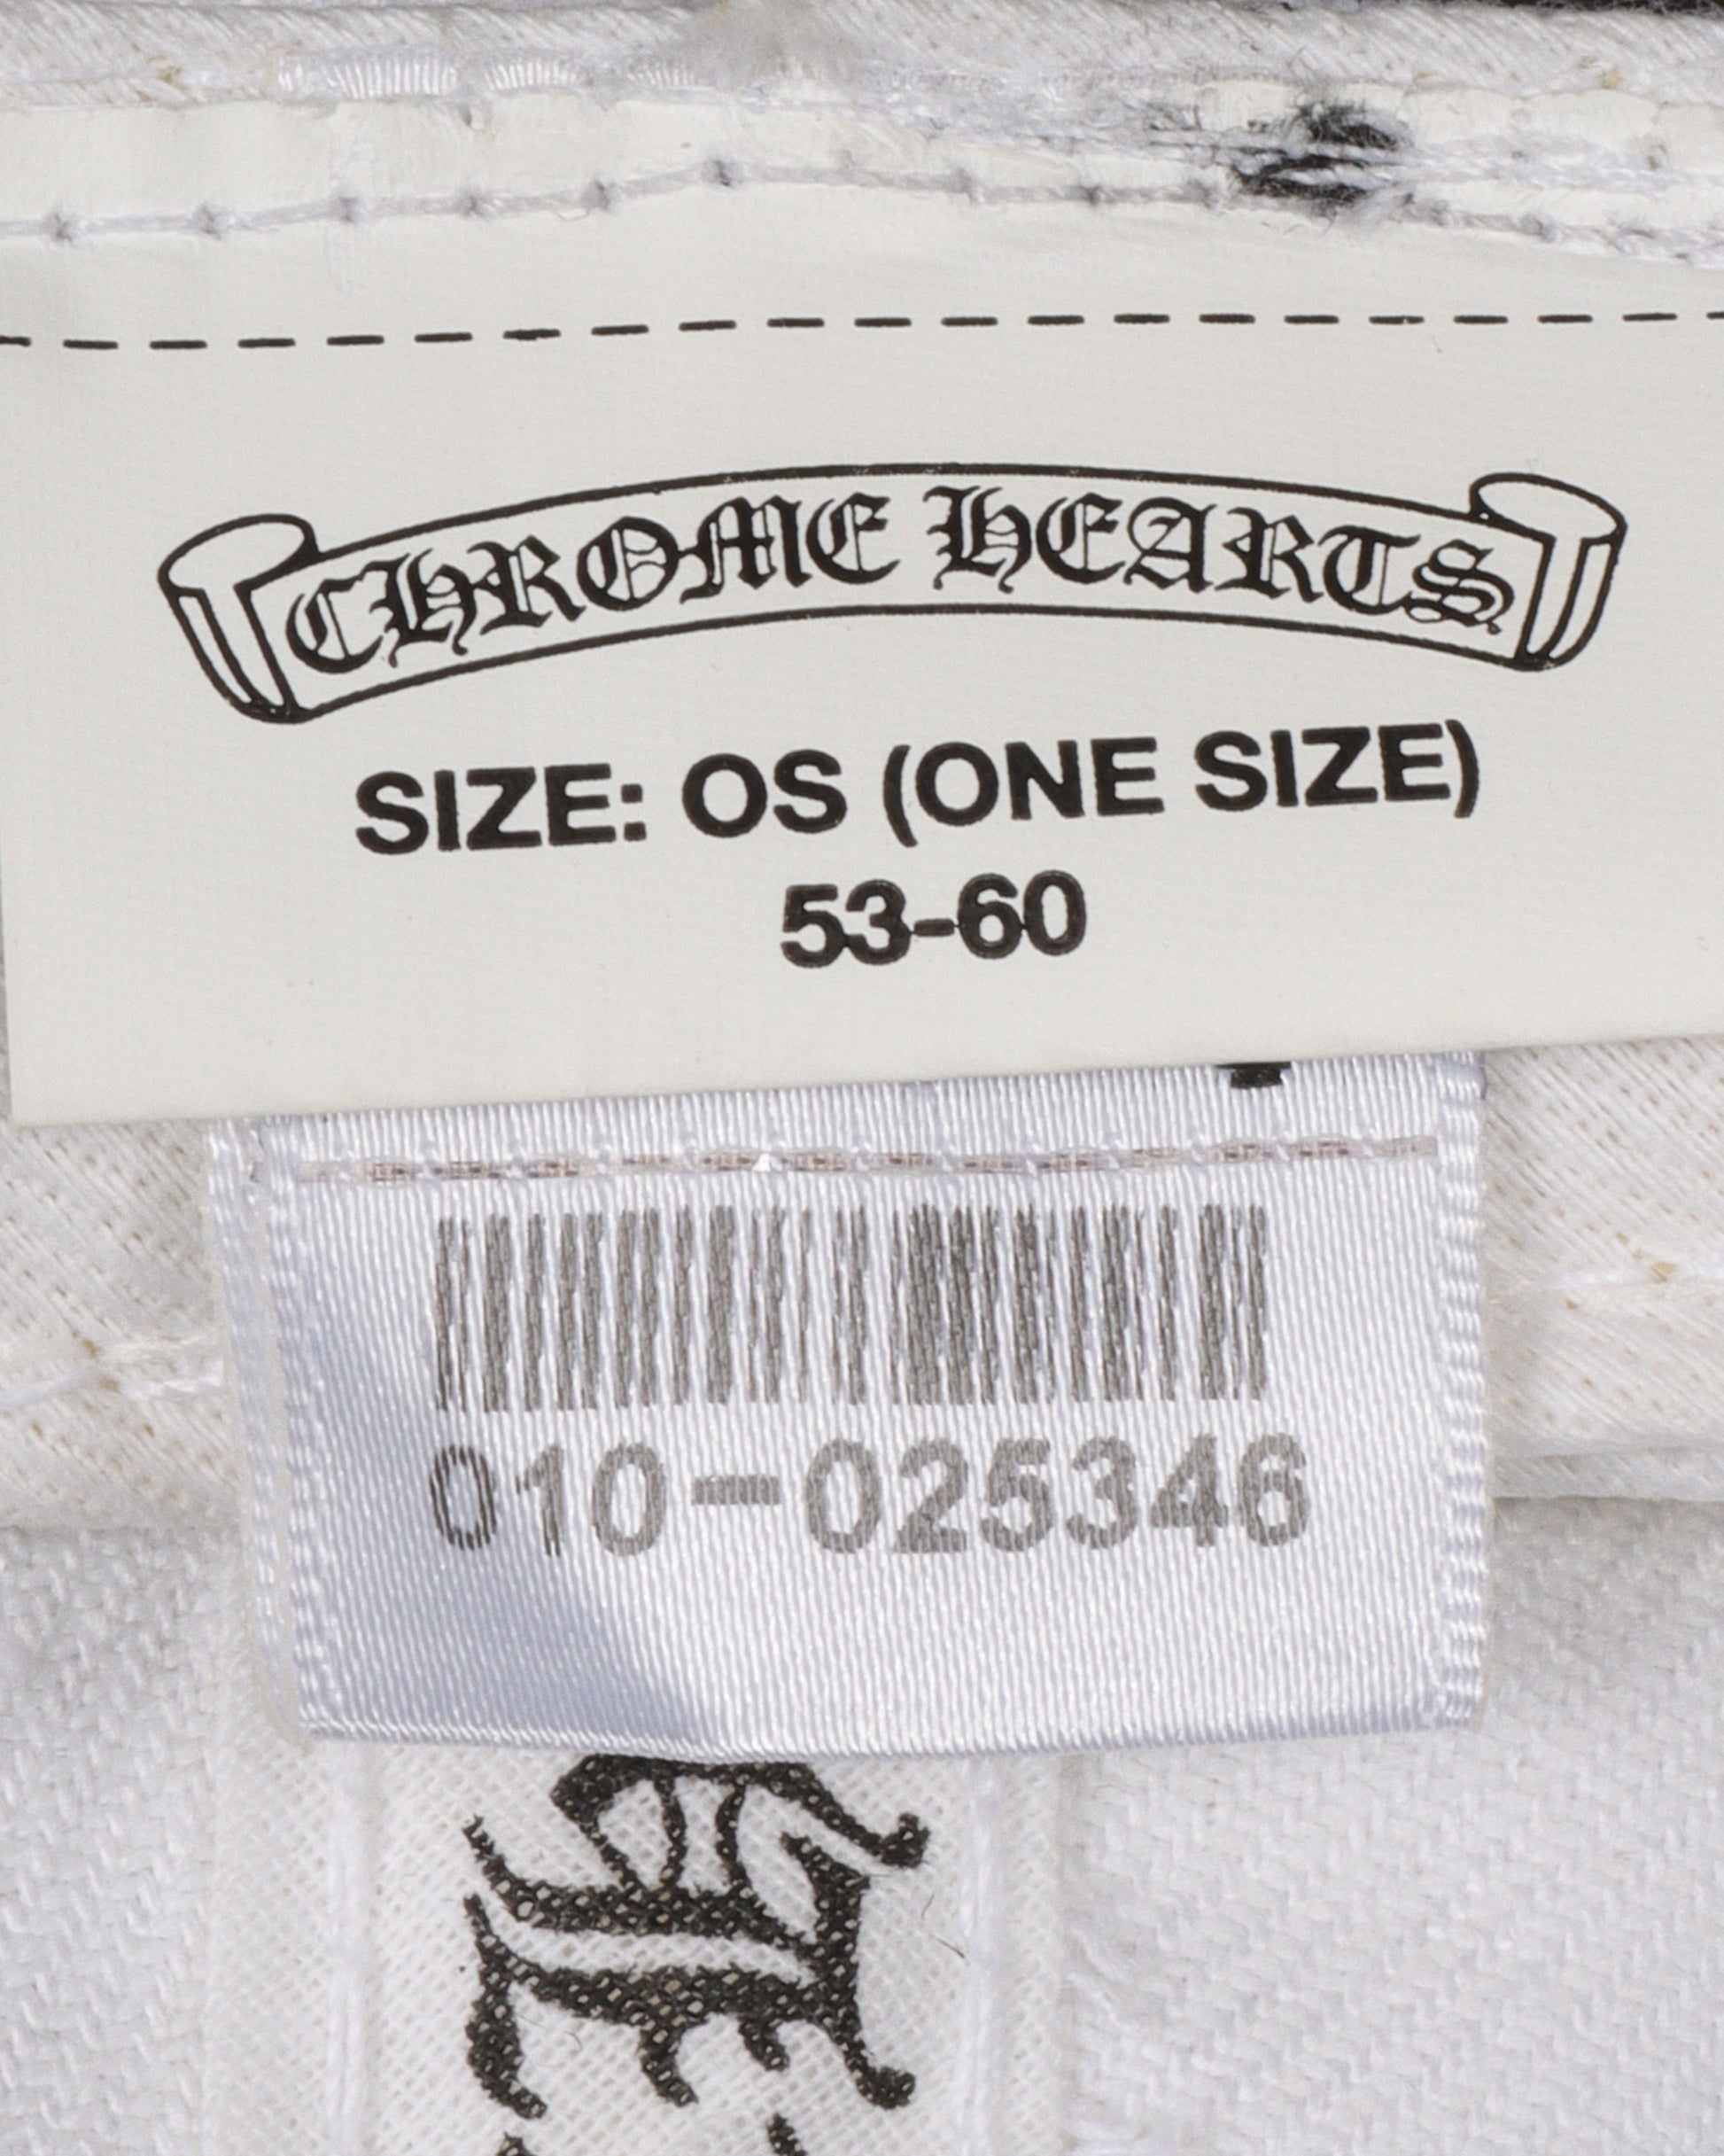 CHROME HEARTS
SIZE: OS (ONE SIZE)
53-60
010-025346